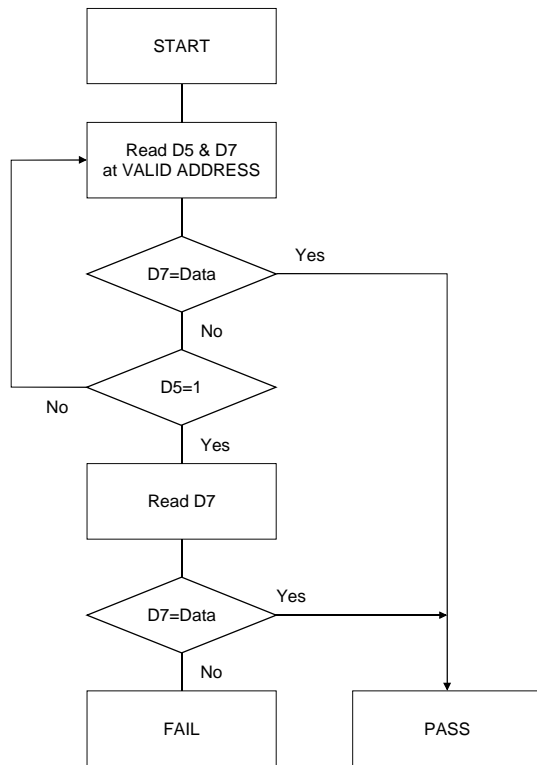 START
Read D5 & D7
at VALID ADDRESS
D7=Data
Yes
No
D5=1
No
Yes
Read D7
D7=Data
Yes
No
FAIL
PASS